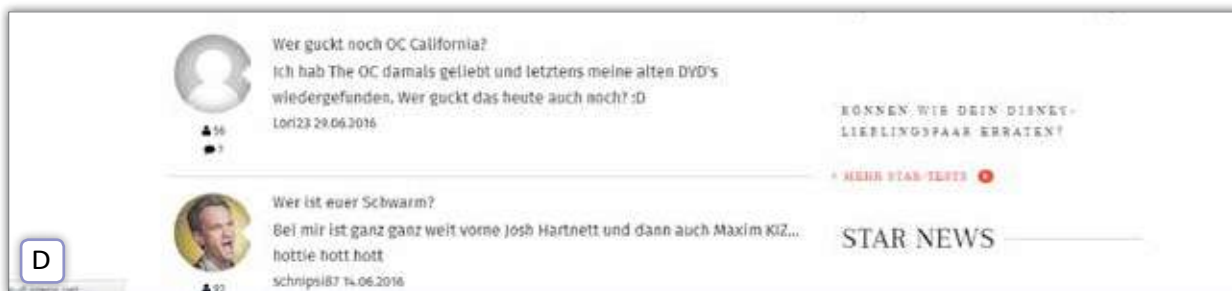 Wer guckt noch OC California?
Ich hab The OC damals geliebt und letztens meine alten DVD's
wiedergefunden. Wer guckt das heute auch noch? :D
Lori23 29.06.2016
56
7
Wer ist euer Schwarm?
Bei mir ist ganz ganz weit vorne Josh Hartnett und dann auch Maxim KIZ...
hottie hott hott
schnipsi87 14.06.2016
92
KÖNNEN WIR DEIN DISNEY-
LIEBLINGSPAAR ERRATEN?
MEHR STAR-TESTS
STAR NEWS
D